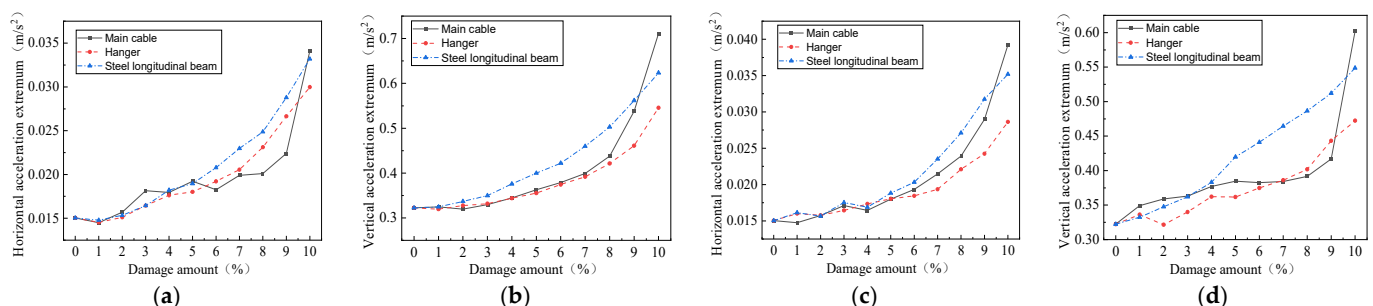 Horizontal acceleration extremum（m/s²）
0.035
0.030
0.025
0.020
0.015
Main cable
Hanger
Steel longitudinal beam
0 1 2 3 4 5 6 7 8 9 10
Damage amount（%）
(a)
Vertical acceleration extremum（m/s²）
0.7
0.6
0.5
0.4
0.3
Main cable
Hanger
Steel longitudinal beam
0 1 2 3 4 5 6 7 8 9 10
Damage amount（%）
(b)
Horizontal acceleration extremum（m/s²）
0.040
0.035
0.030
0.025
0.020
0.015
Main cable
Hanger
Steel longitudinal beam
0 1 2 3 4 5 6 7 8 9 10
Damage amount（%）
(c)
Vertical acceleration extremum（m/s²）
0.60
0.55
0.50
0.45
0.40
0.35
0.30
Main cable
Hanger
Steel longitudinal beam
0 1 2 3 4 5 6 7 8 9 10
Damage amount（%）
(d)